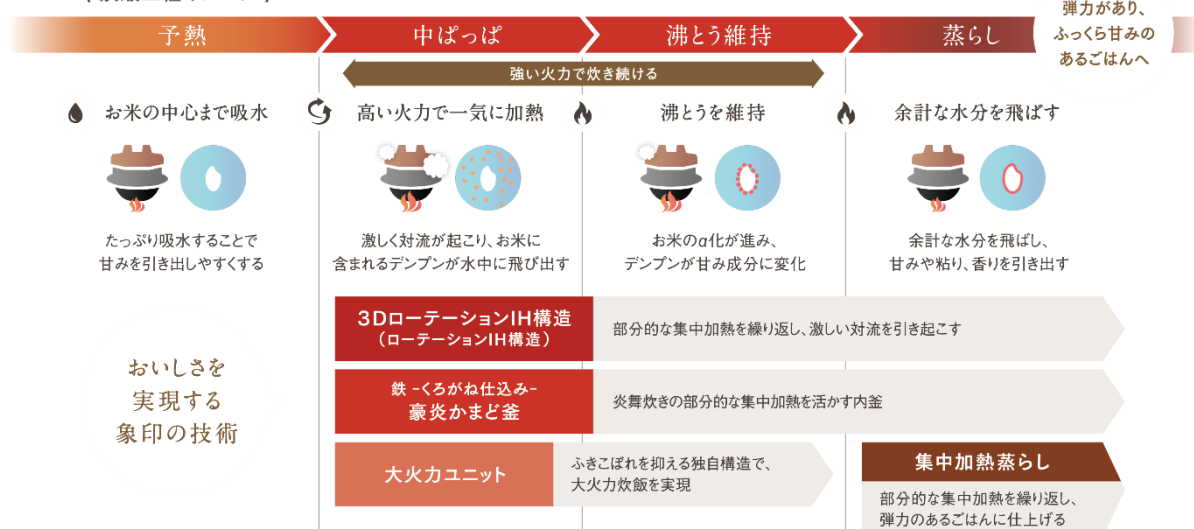 予熱
中ぱっぱ
沸とう維持
蒸らし
弾力があり、
ふっくら甘みの
あるごはんへ
強い火力で炊き続ける
お米の中心まで吸水
高い火力で一気に加熱
沸とうを維持
余計な水分を飛ばす
たっぷり吸水することで
甘みを引き出しやすくする
激しく対流が起こり、お米に
含まれるデンプンが水中に飛び出す
お米のα化が進み、
デンプンが甘み成分に変化
余計な水分を飛ばし、
甘みや粘り、香りを引き出す
おいしさを
実現する
象印の技術
3DローテーションIH構造
(ローテーションIH構造)
部分的な集中加熱を繰り返し、激しい対流を引き起こす
鉄 -くろがね仕込み-
豪炎かまど釜
炎舞炊きの部分的な集中加熱を活かす内釜
大火力ユニット
ふきこぼれを抑える独自構造で、
大火力炊飯を実現
集中加熱蒸らし
部分的な集中加熱を繰り返し、
弾力のあるごはんに仕上げる